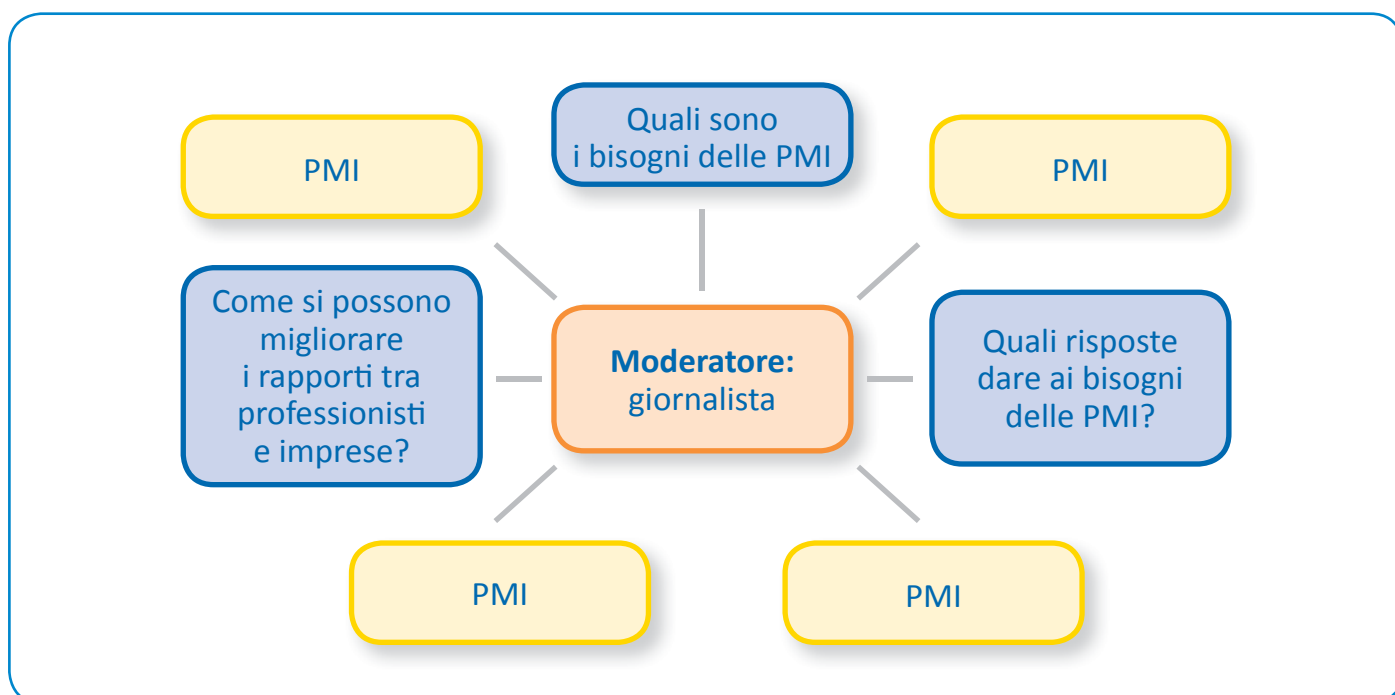 Quali sono
i bisogni delle PMI
PMI
PMI
Come si possono
migliorare
i rapporti tra
professionisti
e imprese?
Moderatore:
giornalista
Quali risposte
dare ai bisogni
delle PMI?
PMI
PMI